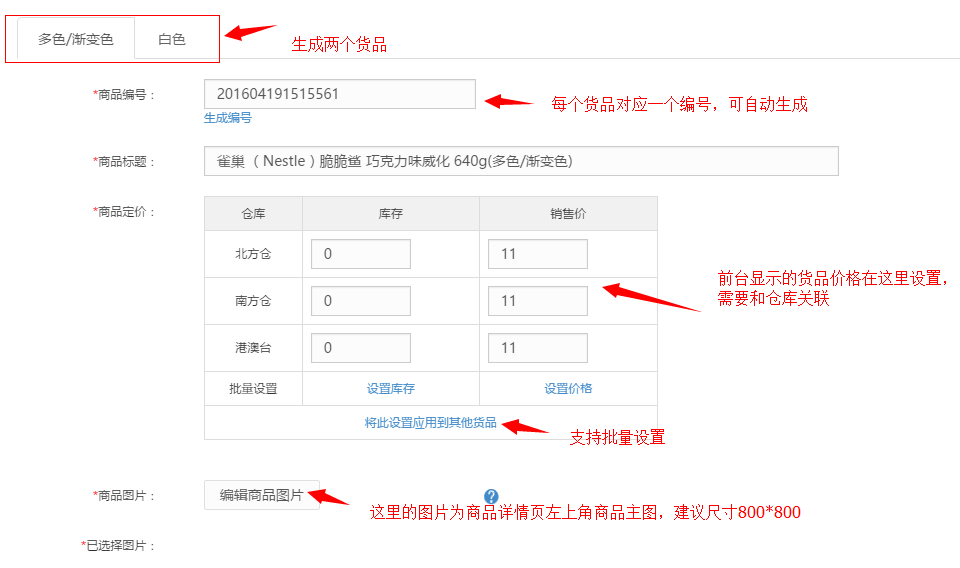 多色/渐变色 白色
生成两个货品
*商品编号：
201604191515561
生成编号
每个货品对应一个编号，可自动生成
*商品标题：
雀巢 （ Nestle ）脆脆鲨 巧克力味威化 640g(多色/渐变色)
*商品定价：
仓库 库存 销售价
北方仓 0 11
南方仓 0 11
港澳台 0 11
批量设置 设置库存 设置价格
将此设置应用到其他货品
前台显示的货品价格在这里设置，
需要和仓库关联
支持批量设置
*商品图片：
编辑商品图片
?
这里的图片为商品详情页左上角商品主图，建议尺寸800*800
*已选择图片：